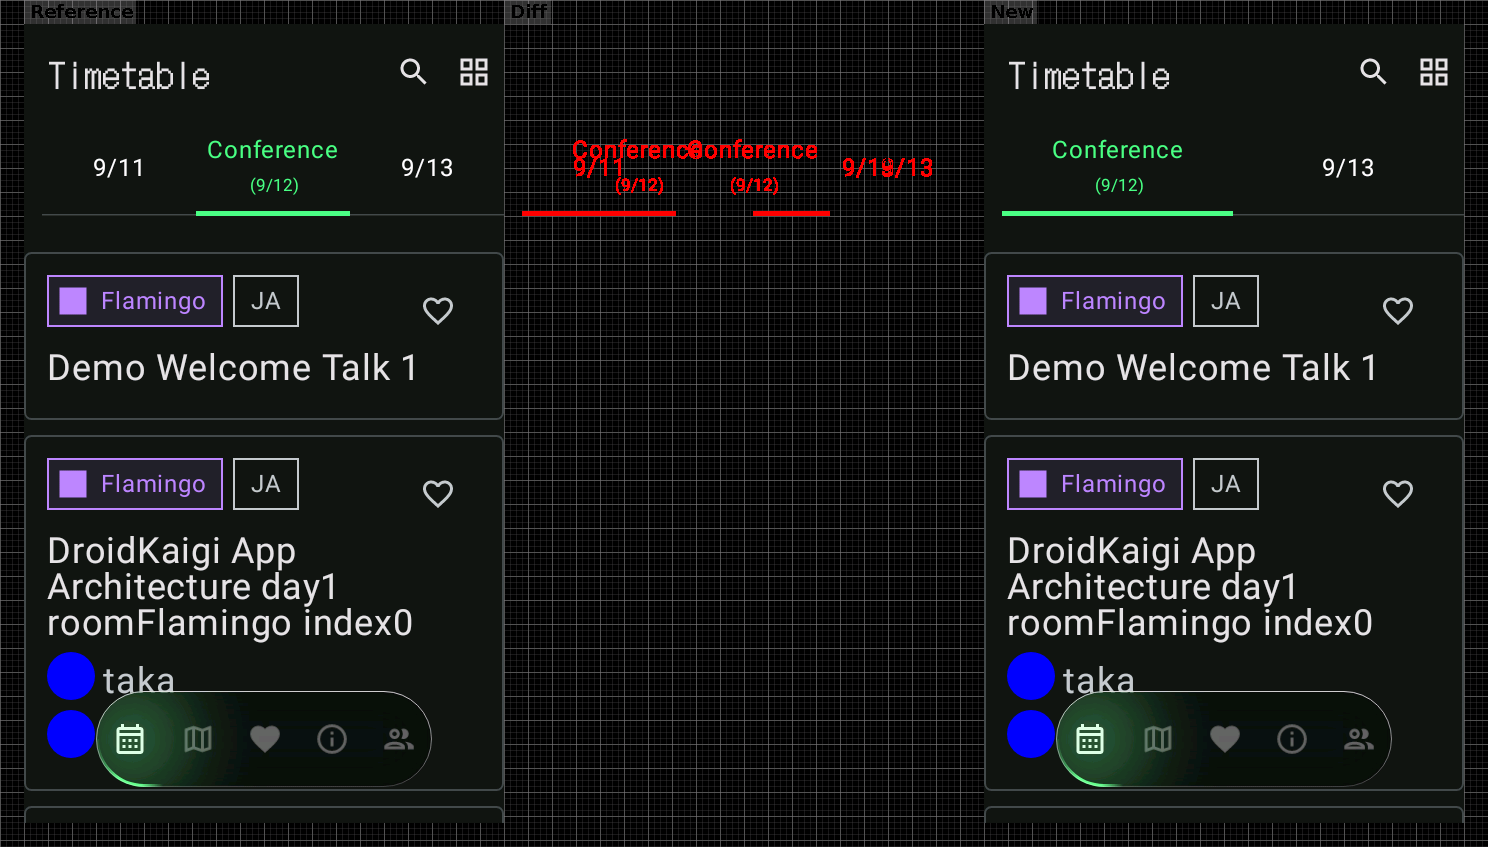 Reference
Timetable
9/11
Conference
(9/12)
9/13
Flamingo
JA
Demo Welcome Talk 1
Flamingo
JA
DroidKaigi App
Architecture day1
roomFlamingo index0
taka
Diff
Conference
Conference
9/11
9/13
9/13
(9/12)
(9/12)
New
Timetable
Conference
(9/12)
9/13
Flamingo
JA
Demo Welcome Talk 1
Flamingo
JA
DroidKaigi App
Architecture day1
roomFlamingo index0
taka